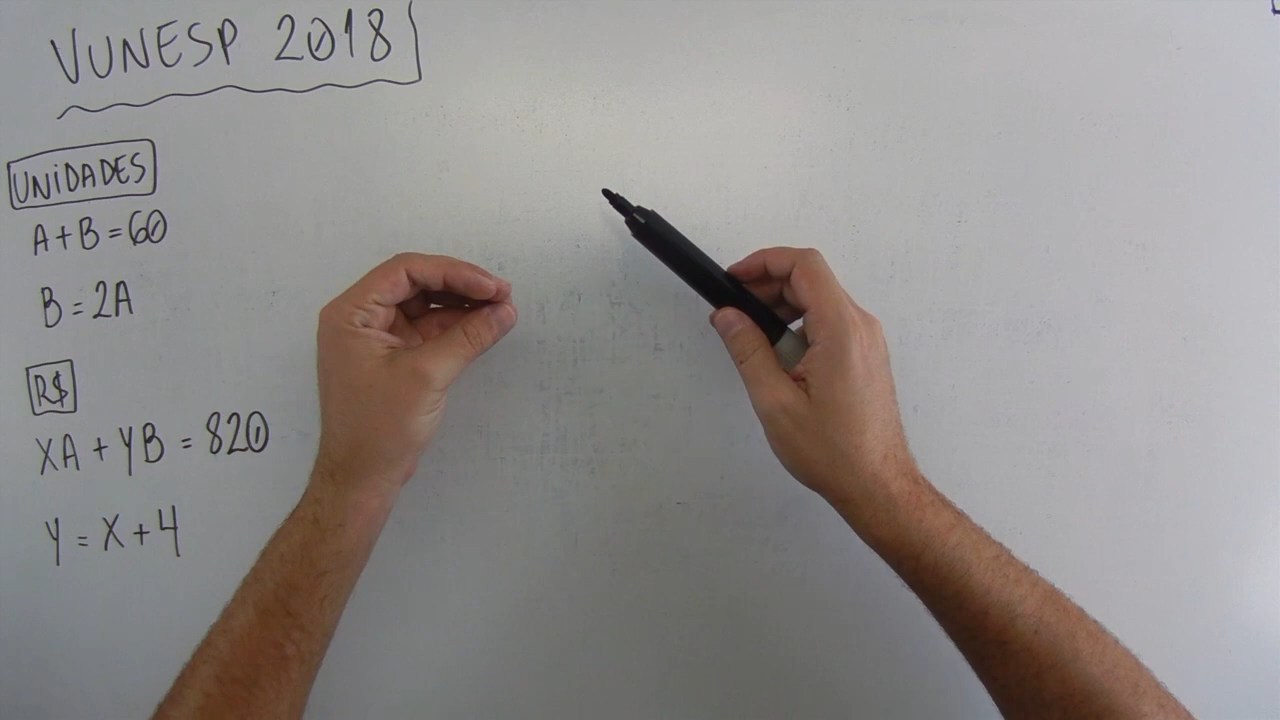 VUNESP 2018
UNIDADES
A+B=60
B=2A
R$
XA+YB=820
Y=X+4